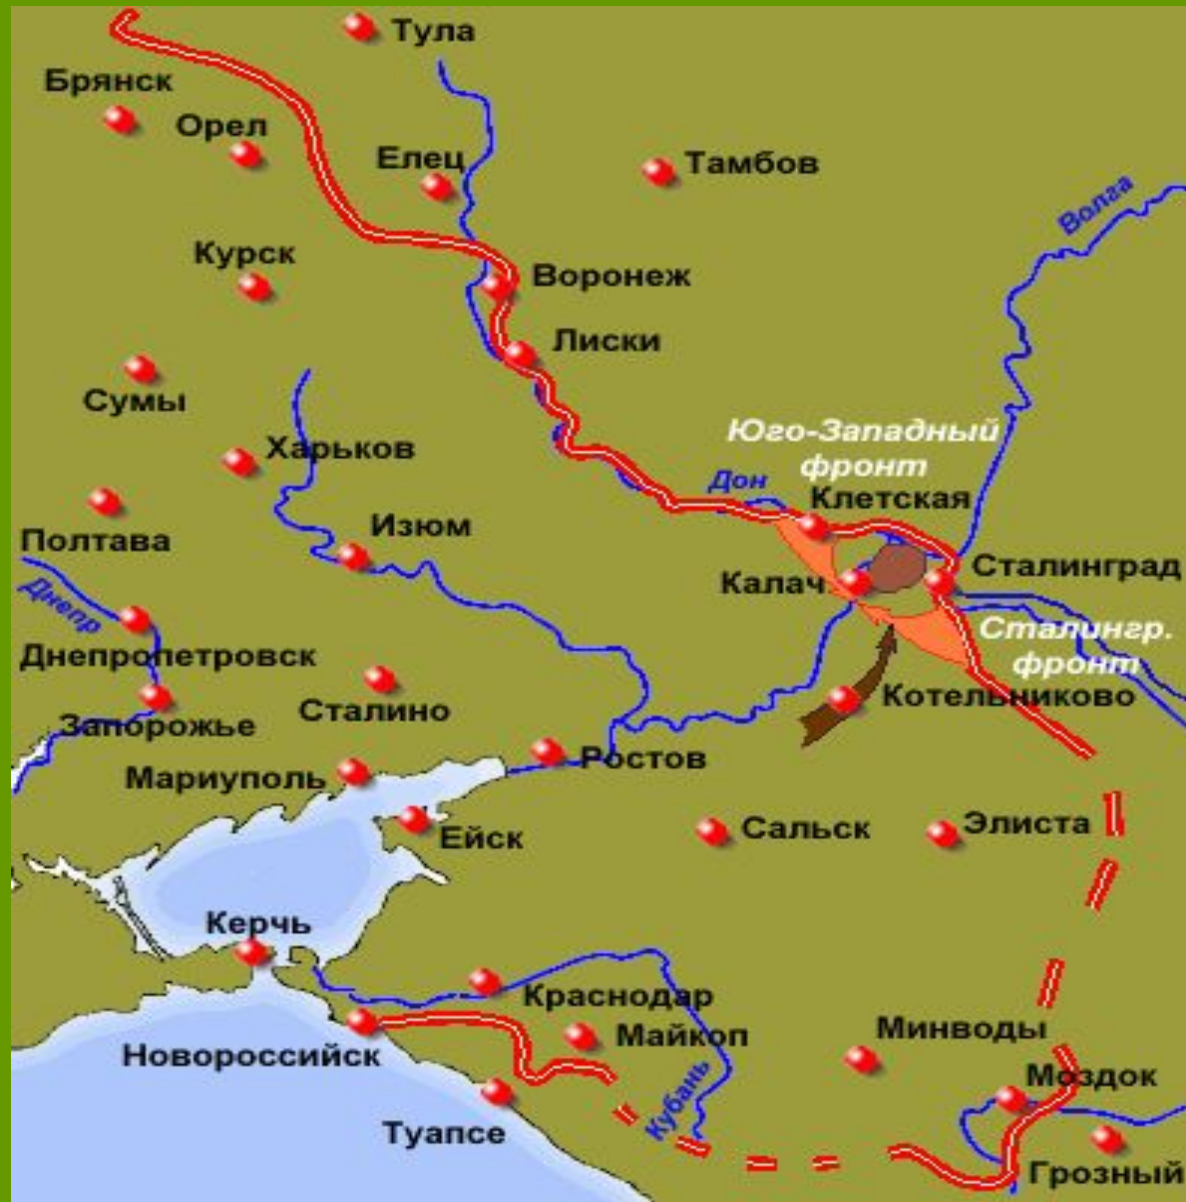 Тула
Брянск
Орел
Елец
Тамбов
Волга
Курск
Воронеж
Лиски
Сумы
Харьков
Юго-Западный
фронт
Дон
Клетская
Полтава
Изюм
Калач
Сталинград
Днепр
Днепропетровск
Сталингр.
фронт
Котельниково
Запорожье
Сталино
Мариуполь
Ростов
Ейск
Сальск
Элиста
Керчь
Краснодар
Майкоп
Минводы
Новороссийск
Моздок
Кубань
Туапсе
Грозный